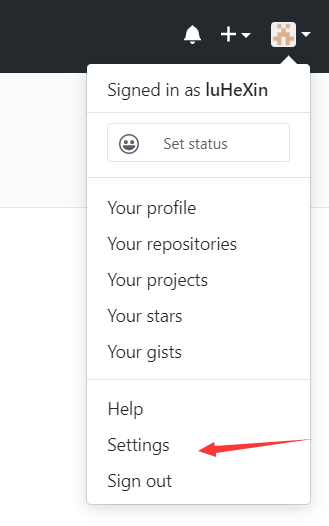 Signed in as luHeXin
Set status
Your profile
Your repositories
Your projects
Your stars
Your gists
Help
Settings
Sign out